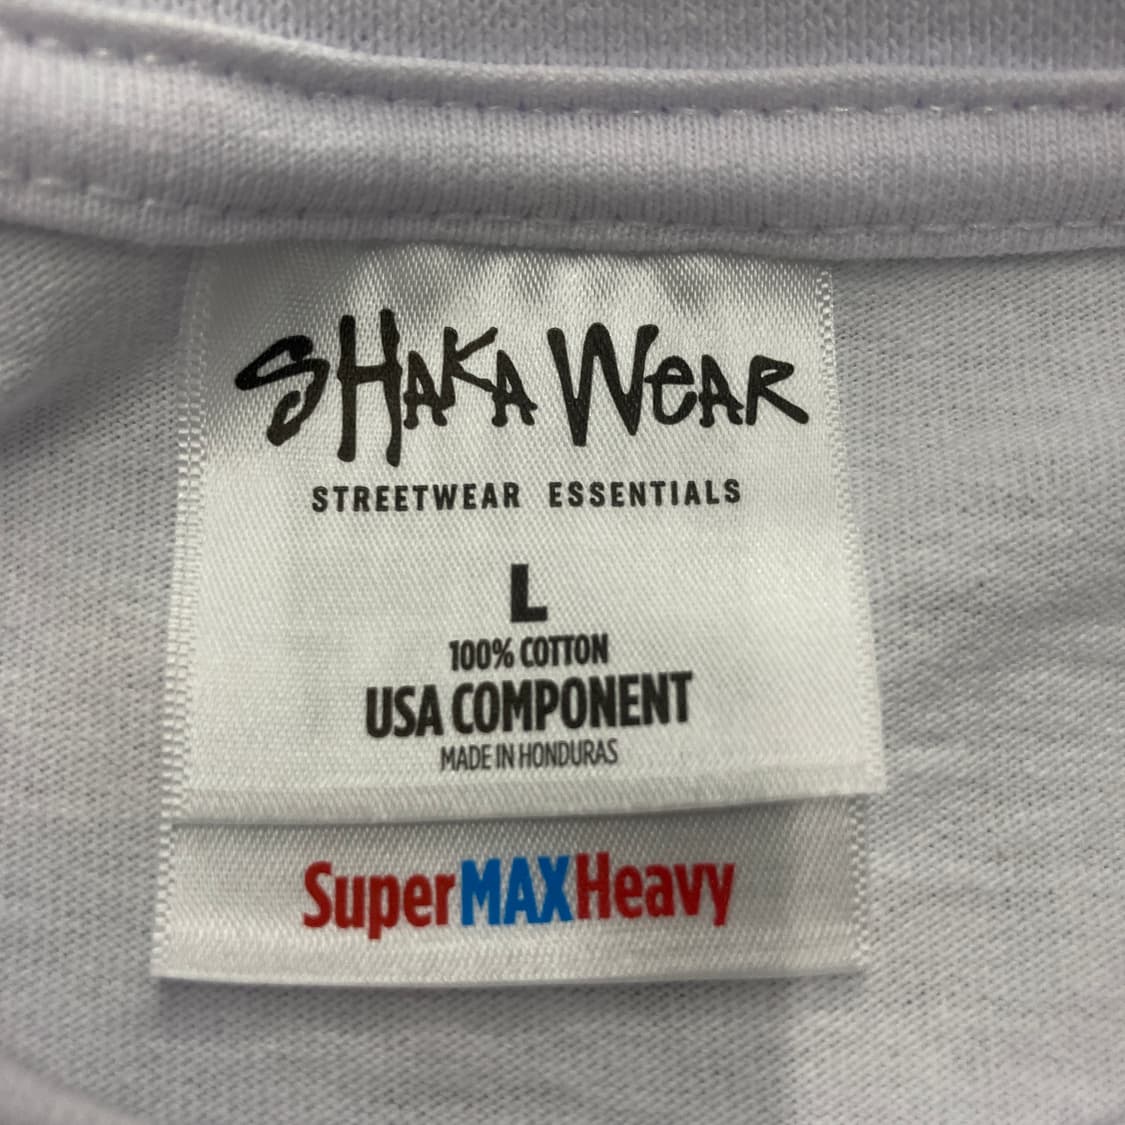 SHAKA WEAR
STREETWEAR ESSENTIALS
L
100% COTTON
USA COMPONENT
MADE IN HONDURAS
SuperMAXHeavy